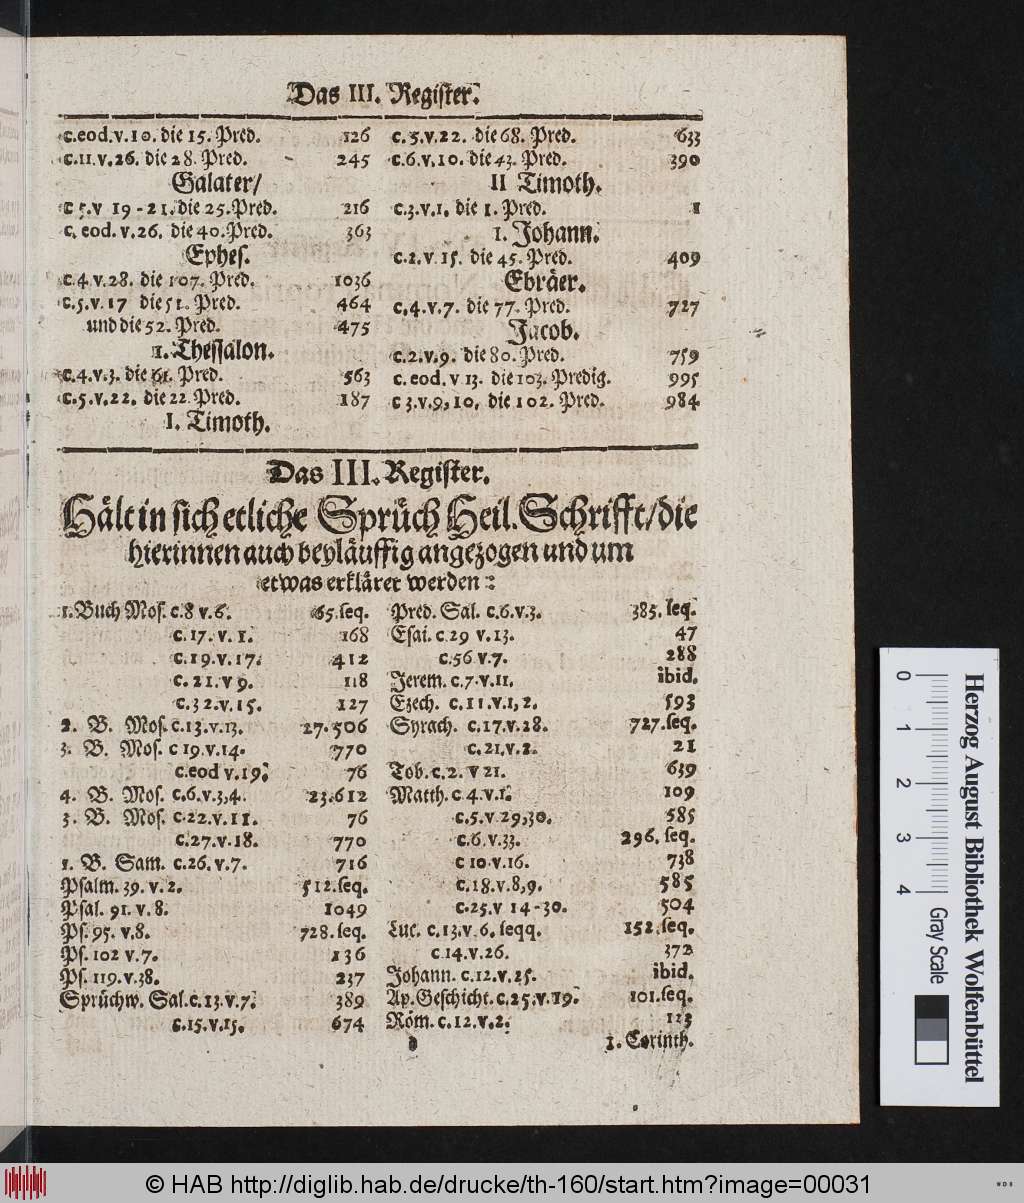 Das III. Register.
c.eod.v.10. die 15. Pred. 126
c.11.v.26. die 28. Pred. - 245
Galater/
c 5.v 19-21. die 25. Pred. 216
c. eod. v.26. die 40. Pred. 363
Ephes.
c.4 v.28. die 107. Pred. 1036
c.5.v.17 die 51. Pred. 464
und die 52. Pred. 475
1. Thessalon.
c.4.v.3. die 61. Pred. 563
c.5.v.22. die 22 Pred. 187
I. Timoth.
c.5.v.22. die 68. Pred. 633
c.6.v.10. die 43. Pred. 390
II Timoth.
c.3.v.1. die 1. Pred. 1
1. Johann.
c.2.v.15. die 45. Pred. 409
Ebräer.
c.4.v.7. die 77. Pred. 727
Jacob.
c.2.v.9. die 80. Pred. 759
c. eod. v 13. die 103. Predig. 995
c 3.v.9,10. die 102. Pred. 984
Das III. Register.
Hält in sich etliche Sprüch Heil. Schrifft/die
hierinnen auch beyläuffig angezogen und um
etwas erkläret werden:
1. Buch Mos. c.8 v.6. 65.seq.
c.17. v. 1. 168
c.19.v.17. 412
c.21.v 9. 118
c.32.v.15. 127
2. B. Mos. c.13.v.13. 27.506
3. B. Mos. c 19.v.14. 770
c.eod v.19. 76
4. B. Mos. c.6.v.3,4. 23.612
5. B. Mos. c.22.v.11. 76
c.27.v.18. 770
1. B. Sam. c.26.v.7. 716
Psalm. 39. v.2. 512.seq.
Psal. 91. v.8. 1049
Ps. 95. v.8. 728.seq.
Ps. 102 v.7. 136
Ps. 119.v.38. 237
Sprüchw. Sal.c.13.v.7. 389
c.15.v.15. 674
Pred. Sal. c.6.v.3. 385. seq.
Esai. c 29 v.13. 47
c.56 v.7. 288
Jerem. c.7.v.11. ibid.
Ezech. c.11.v.1,2. 593
Syrach. c.17.v.28. 727.seq.
c.21.v.2. 21
Tob. c.2. v 21. 639
Matth. c.4.v.1. 109
c.5.v 29,30. 585
c.6.v.33. 296. seq.
c 10.v.16. 738
c.18.v.8,9. 585
c.25.v 14-30. 504
Luc. c.13.v.6. seqq. 152.seq.
c 14.v.26. 372
Johann. c.12.v.25. ibid.
Ap. Geschicht. c.25.v.19. 101.seq.
Röm. c.12.v.2. 123
d 1. Corinth.
0 1 2 3 4
Gray Scale
Herzog August Bibliothek Wolfenbüttel
© HAB http://diglib.hab.de/drucke/th-160/start.htm?image=00031